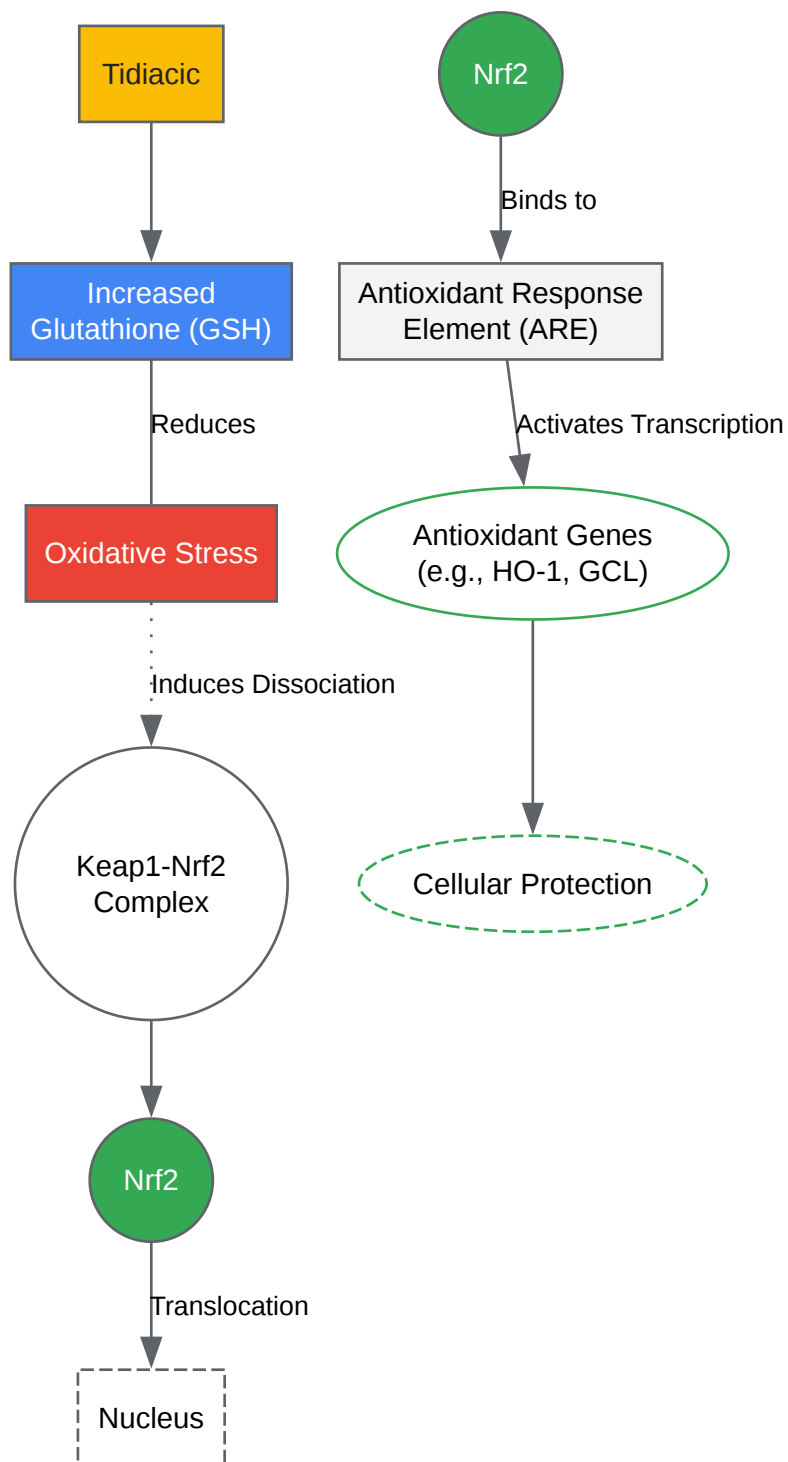 Tidiacic
Increased
Glutathione (GSH)
Reduces
Oxidative Stress
Induces Dissociation
Keap1-Nrf2
Complex
Nrf2
Translocation
Nucleus
Nrf2
Binds to
Antioxidant Response
Element (ARE)
Activates Transcription
Antioxidant Genes
(e.g., HO-1, GCL)
Cellular Protection